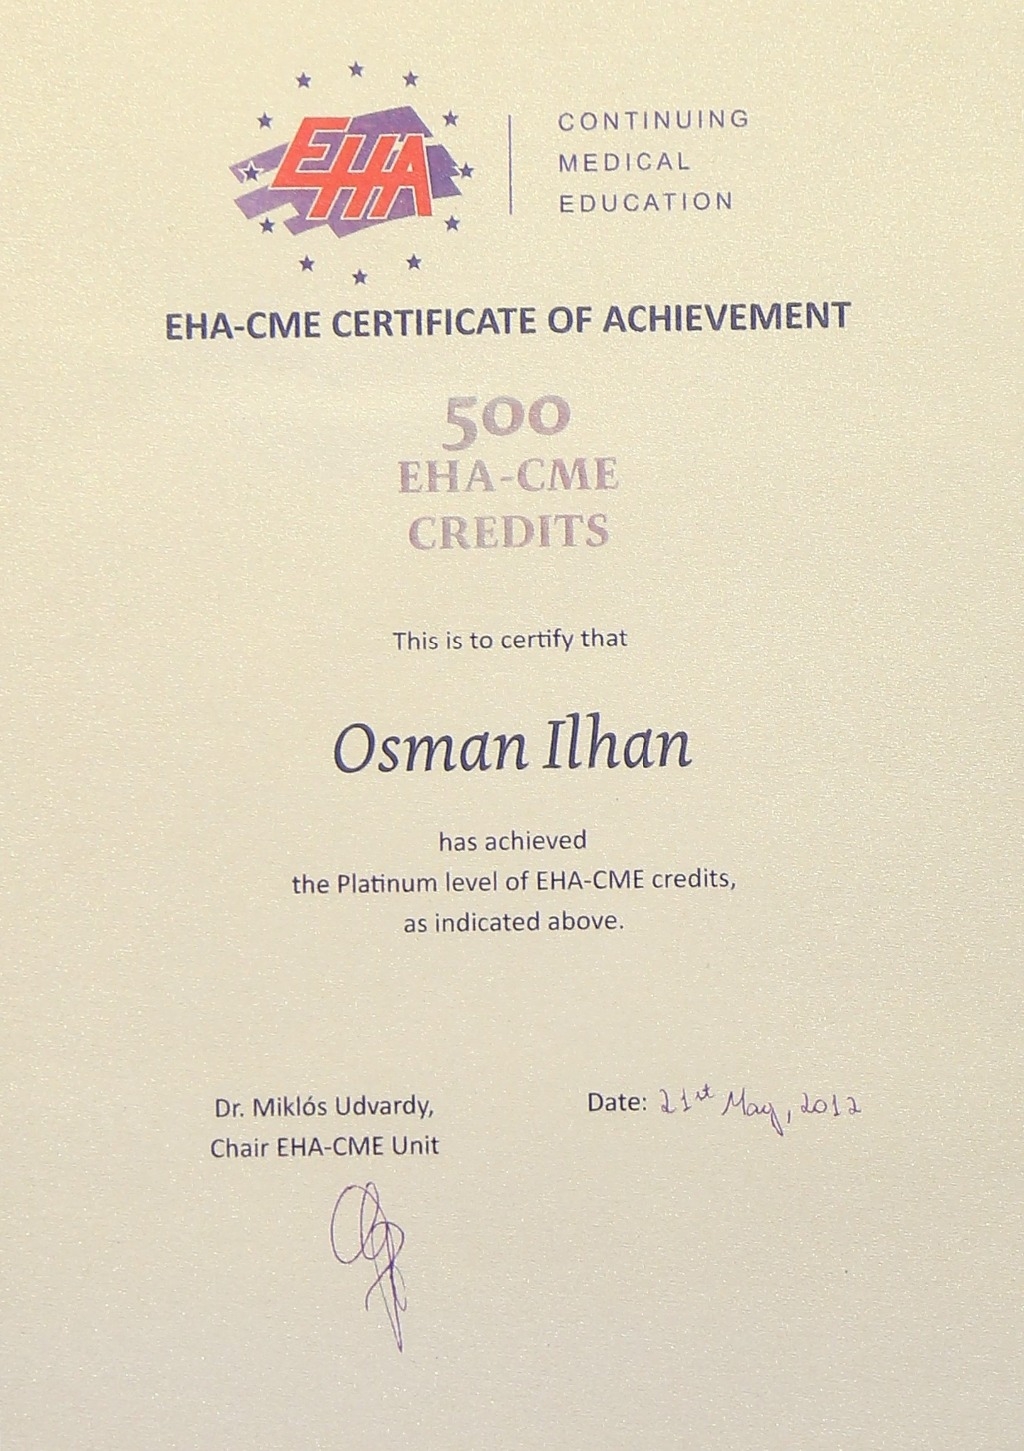 EHA
CONTINUING
MEDICAL
EDUCATION
EHA-CME CERTIFICATE OF ACHIEVEMENT
500
EHA-CME
CREDITS
This is to certify that
Osman Ilhan
has achieved
the Platinum level of EHA-CME credits,
as indicated above.
Dr. Miklós Udvardy,
Chair EHA-CME Unit
Date: 21st May, 2012